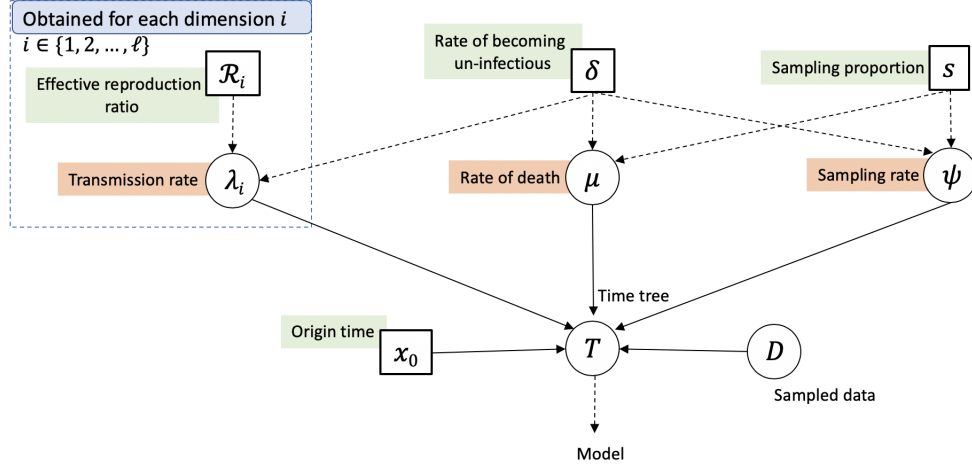 Obtained for each dimension i
i ∈ {1, 2, … , ℓ}
Effective reproduction
ratio
ℛᵢ
Rate of becoming
un-infectious
δ
Sampling proportion
s
Transmission rate
λᵢ
Rate of death
μ
Sampling rate
ψ
Time tree
Origin time
x₀
T
D
Sampled data
Model